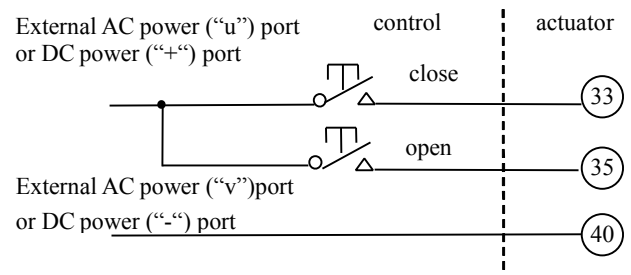 External AC power (“u”) port
or DC power (“+“) port
control
actuator
close
33
open
35
External AC power (“v”)port
or DC power (“-“) port
40